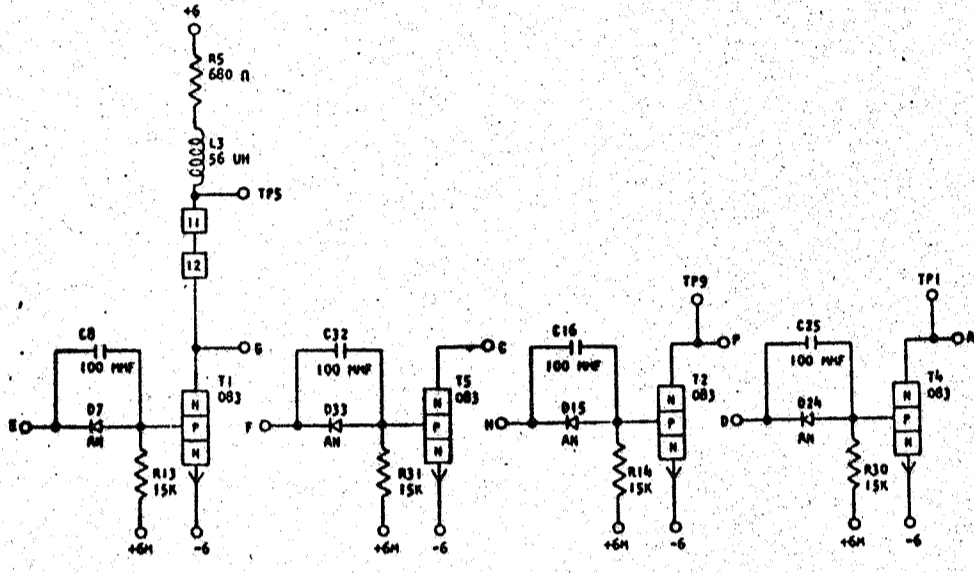 +6
R5
680 Ω
L3
56 UH
TP5
11
12
G
C8
100 MMF
D7
AN
E
T1
083
N
P
N
R13
15K
+6M
-6
C32
100 MMF
D33
AN
F
C
T5
083
N
P
N
R31
15K
+6M
-6
TP9
P
C16
100 MMF
D15
AN
H
T2
083
N
P
N
R14
15K
+6M
-6
TP1
A
C25
100 MMF
D24
AN
D
T4
083
N
P
N
R30
15K
+6M
-6